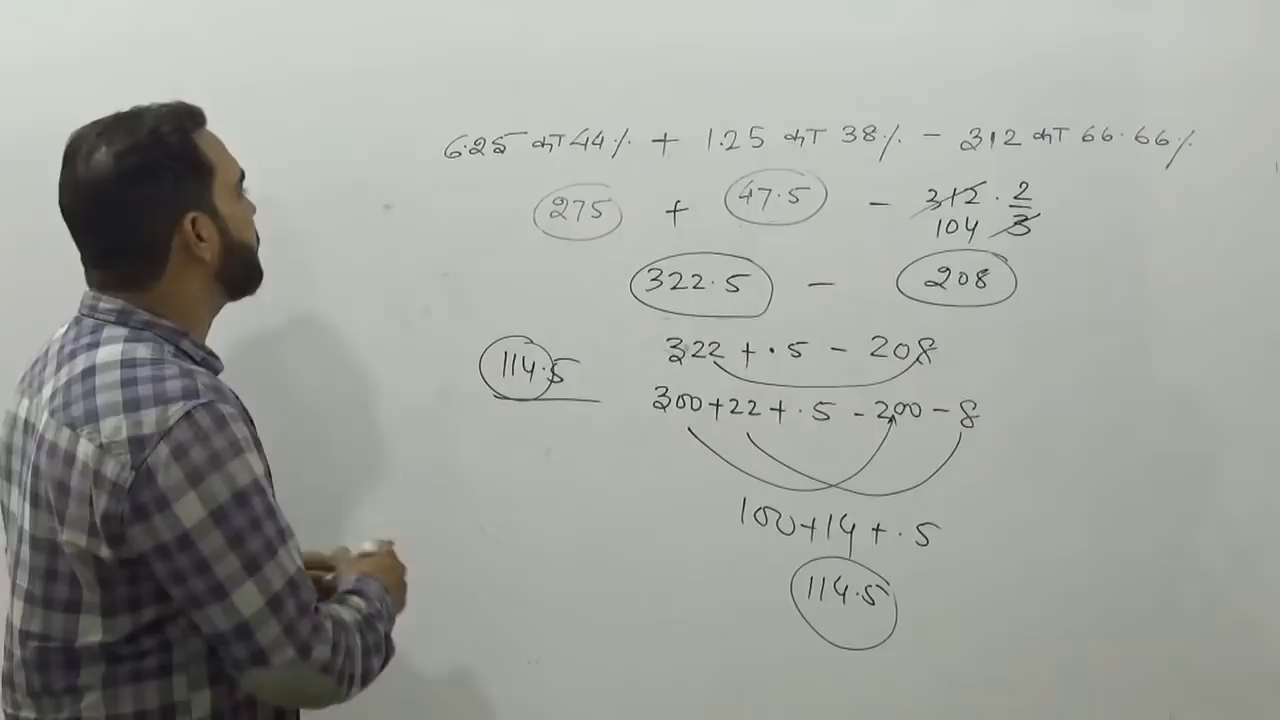 625 का 44% + 125 का 38% - 312 का 66.66%
275 + 47.5 - 312 . 2/3
104
322.5 - 208
322 + .5 - 208
114.5
300+22+.5-200-8
100+14+.5
114.5